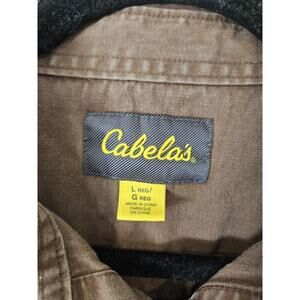 Cabela's®
L REG/
G REG
MADE IN CHINA
FABRIQUÉ
EN CHINE